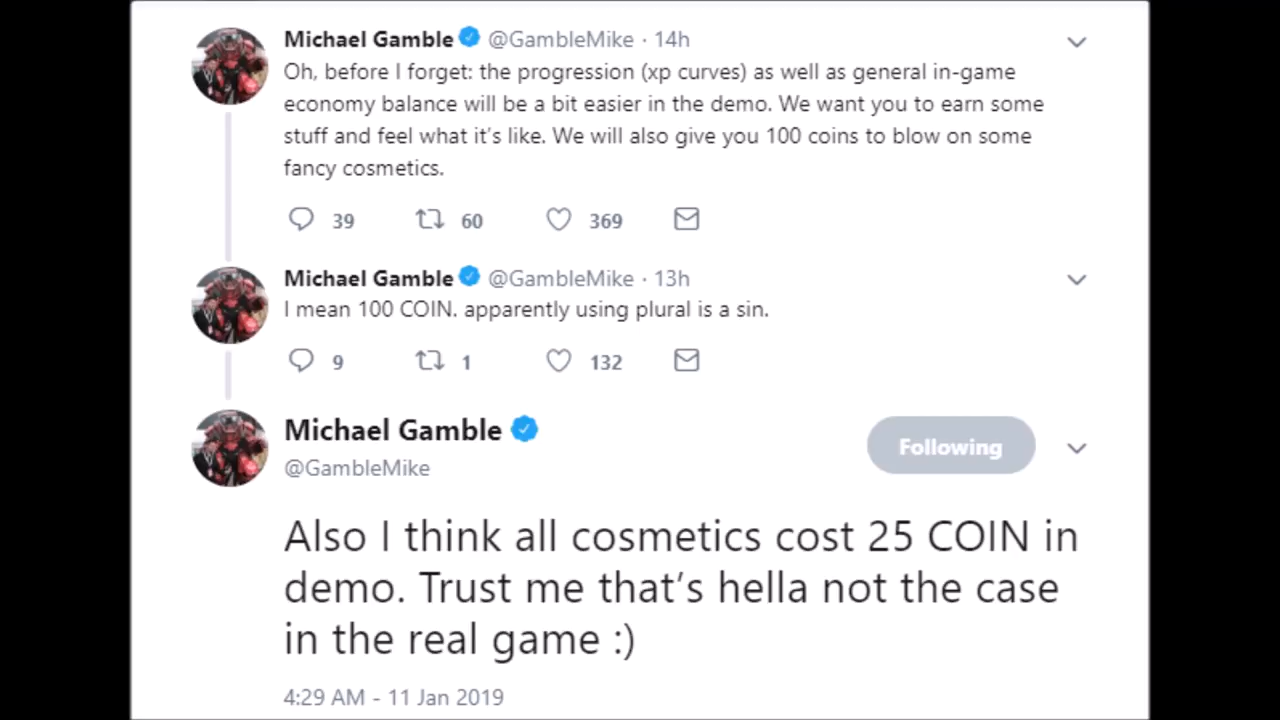 Michael Gamble @GambleMike · 14h
Oh, before I forget: the progression (xp curves) as well as general in-game
economy balance will be a bit easier in the demo. We want you to earn some
stuff and feel what it's like. We will also give you 100 coins to blow on some
fancy cosmetics.
39 60 369
Michael Gamble @GambleMike · 13h
I mean 100 COIN. apparently using plural is a sin.
9 1 132
Michael Gamble
@GambleMike
Following
Also I think all cosmetics cost 25 COIN in
demo. Trust me that's hella not the case
in the real game :)
4:29 AM - 11 Jan 2019